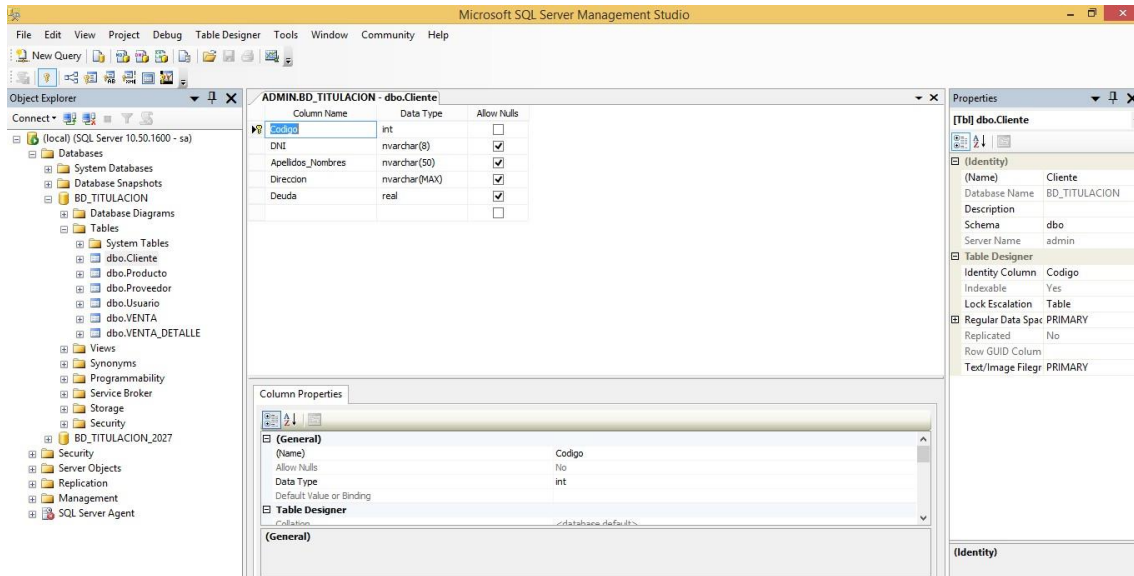 Microsoft SQL Server Management Studio
File Edit View Project Debug Table Designer Tools Window Community Help
New Query
Object Explorer
Connect
(local) (SQL Server 10.50.1600 - sa)
Databases
System Databases
Database Snapshots
BD_TITULACION
Database Diagrams
Tables
System Tables
dbo.Cliente
dbo.Producto
dbo.Proveedor
dbo.Usuario
dbo.VENTA
dbo.VENTA_DETALLE
Views
Synonyms
Programmability
Service Broker
Storage
Security
BD_TITULACION_2027
Security
Server Objects
Replication
Management
SQL Server Agent
ADMIN.BD_TITULACION - dbo.Cliente
Column Name Data Type Allow Nulls
Codigo int
DNI nvarchar(8)
Apellidos_Nombres nvarchar(50)
Direccion nvarchar(MAX)
Deuda real
Column Properties
(General)
(Name) Codigo
Allow Nulls No
Data Type int
Default Value or Binding
Table Designer
Collation <database default>
(General)
Properties
[Tbl] dbo.Cliente
(Identity)
(Name) Cliente
Database Name BD_TITULACION
Description
Schema dbo
Server Name admin
Table Designer
Identity Column Codigo
Indexable Yes
Lock Escalation Table
Regular Data Spac PRIMARY
Replicated No
Row GUID Colum
Text/Image Filegr PRIMARY
(Identity)